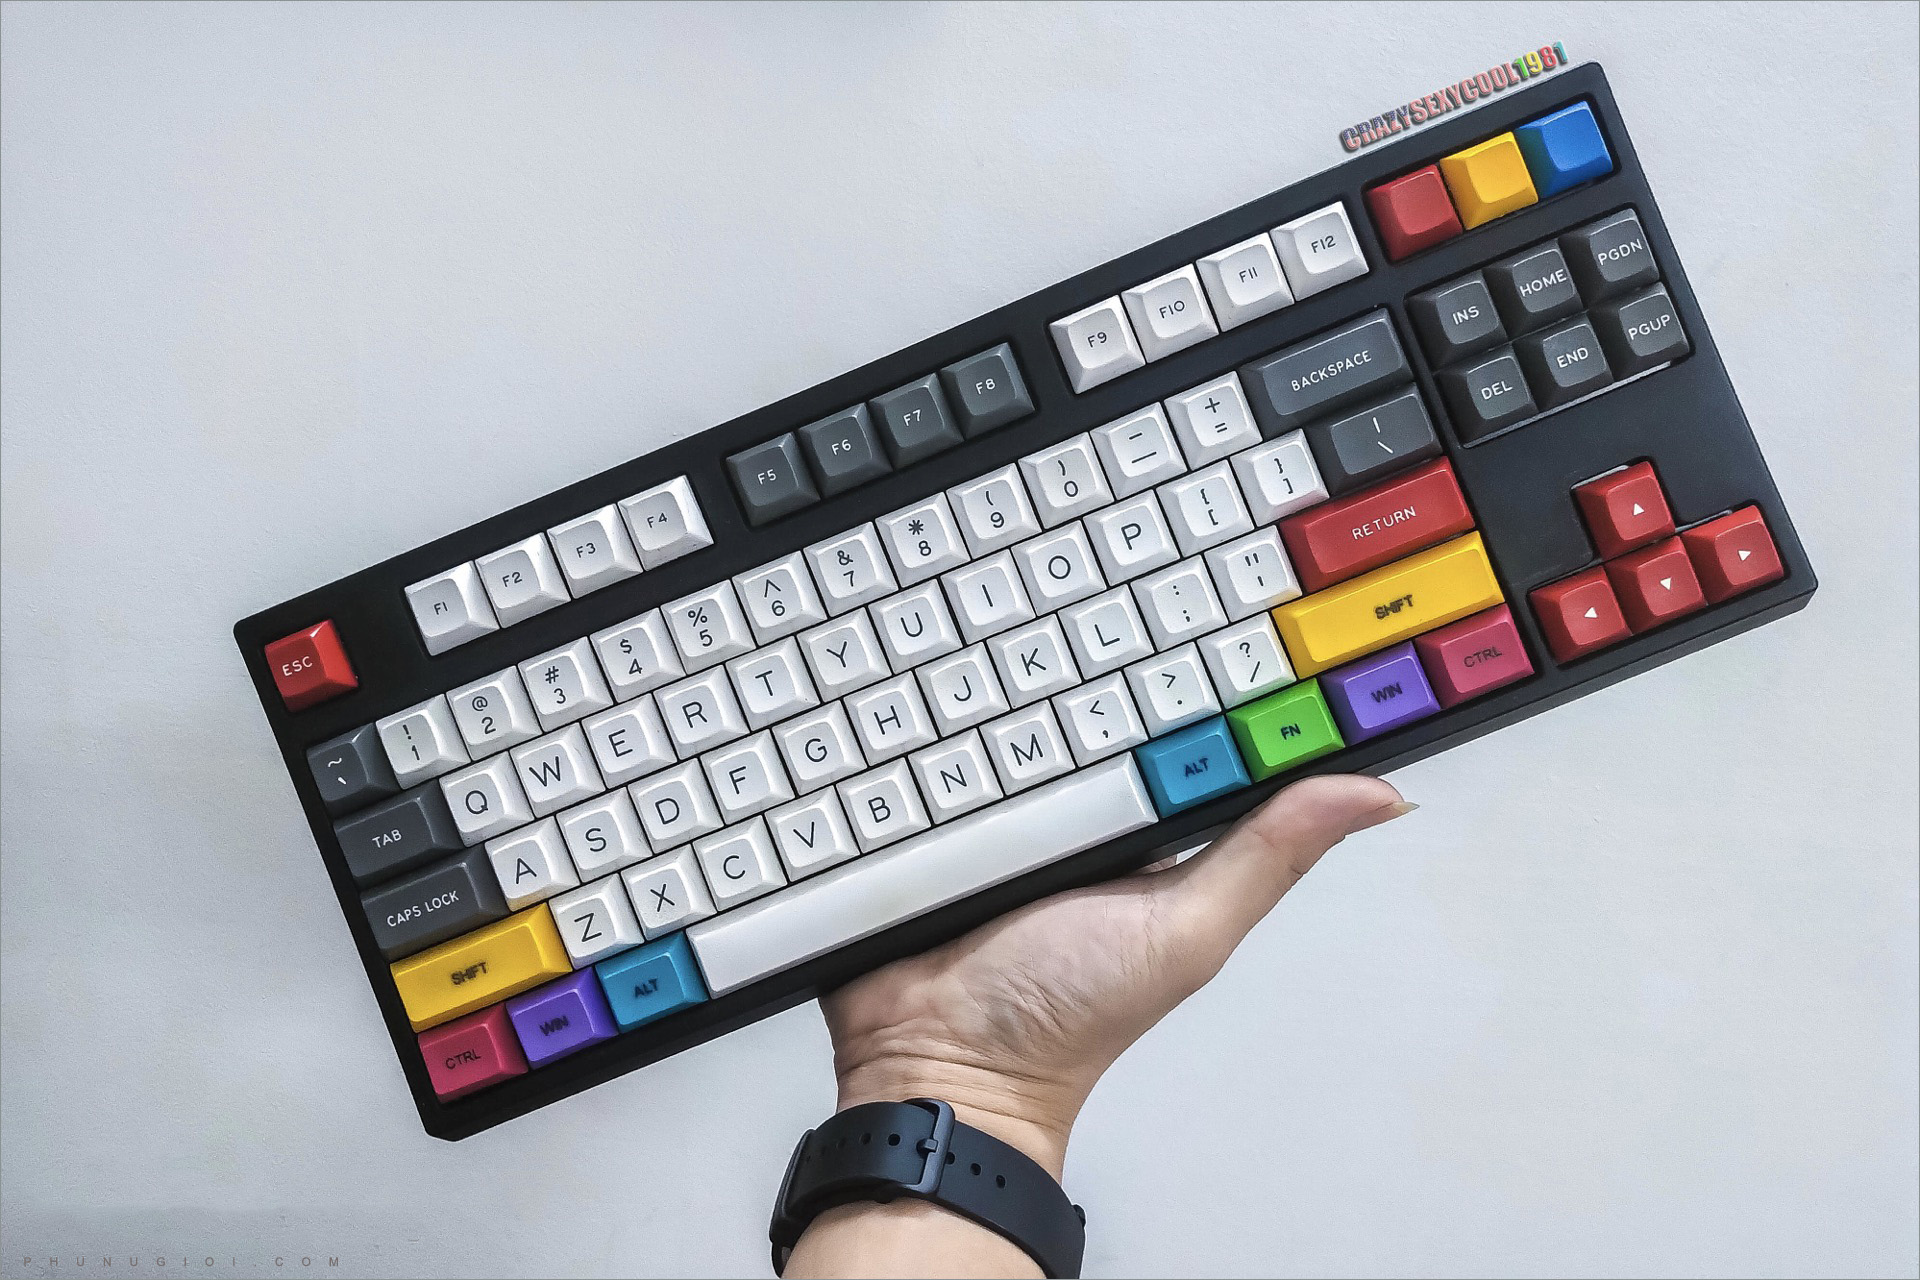 CRAZYSEXYCOOL1981
ESC F1 F2 F3 F4 F5 F6 F7 F8 F9 F10 F11 F12
~ ` ! 1 @ 2 # 3 $ 4 % 5 ^ 6 & 7 * 8 ( 9 ) 0 _ - + = BACKSPACE INS HOME PGDN
TAB Q W E R T Y U I O P { [ } ] | \ DEL END PGUP
CAPS LOCK A S D F G H J K L : ; " ' RETURN
SHIFT Z X C V B N M < , > . ? / SHIFT ▲
CTRL WIN ALT ALT FN WIN CTRL ◀ ▼ ▶
PHUNUGIOI.COM